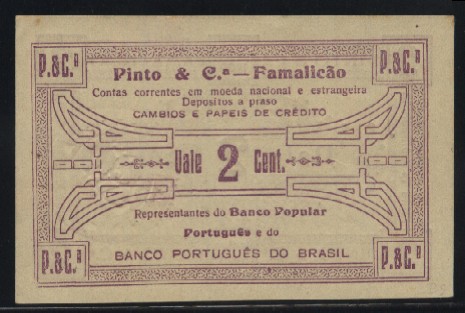 P.&C.ª
P.&C.ª
Pinto & C.ª — Famalicão
Contas correntes em moeda nacional e estrangeira
Depositos a praso
CAMBIOS E PAPEIS DE CRÉDITO
Vale 2 Cent.
Representantes do Banco Popular
Português e do
BANCO PORTUGUÊS DO BRASIL
P.&C.ª
P.&C.ª